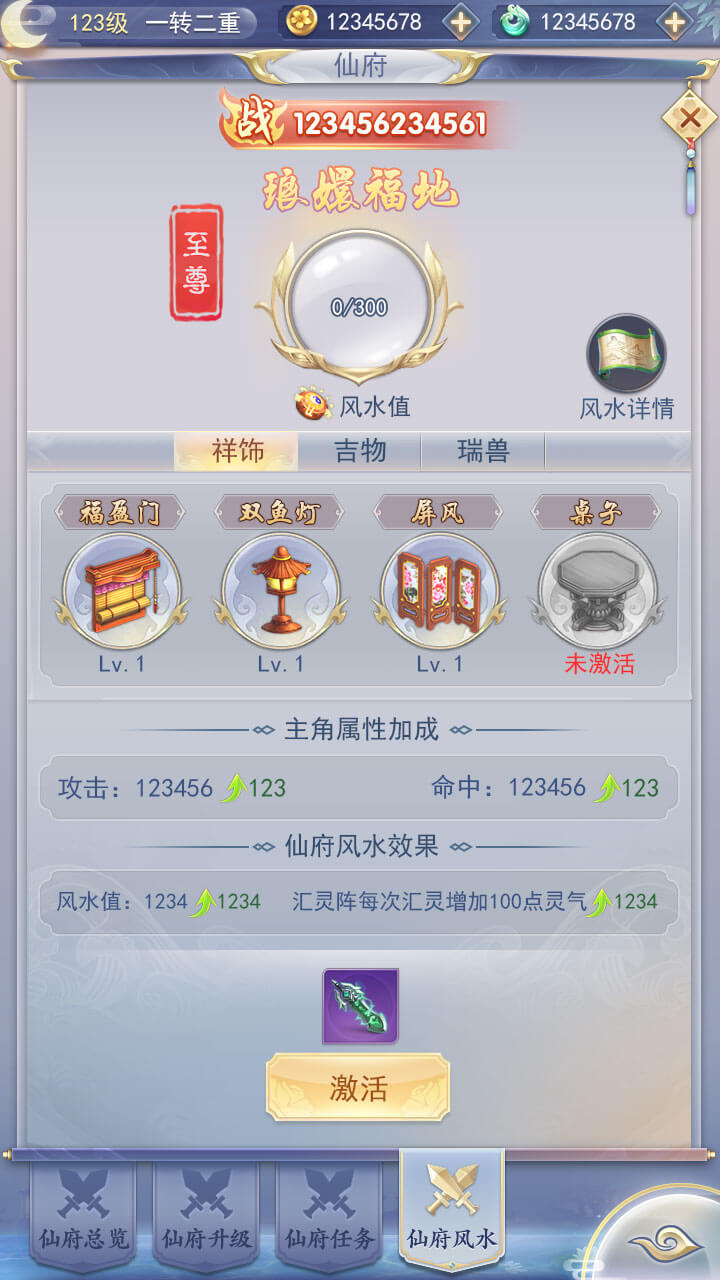 123级 一转二重 12345678 12345678
仙府
战 123456234561
琅嬛福地
至尊
0/300
风水值
风水详情
祥饰 吉物 瑞兽
福盈门 双鱼灯 屏风 桌子
Lv.1 Lv.1 Lv.1 未激活
主角属性加成
攻击：123456 123 命中：123456 123
仙府风水效果
风水值：1234 1234 汇灵阵每次汇灵增加100点灵气 1234
激活
仙府总览 仙府升级 仙府任务 仙府风水